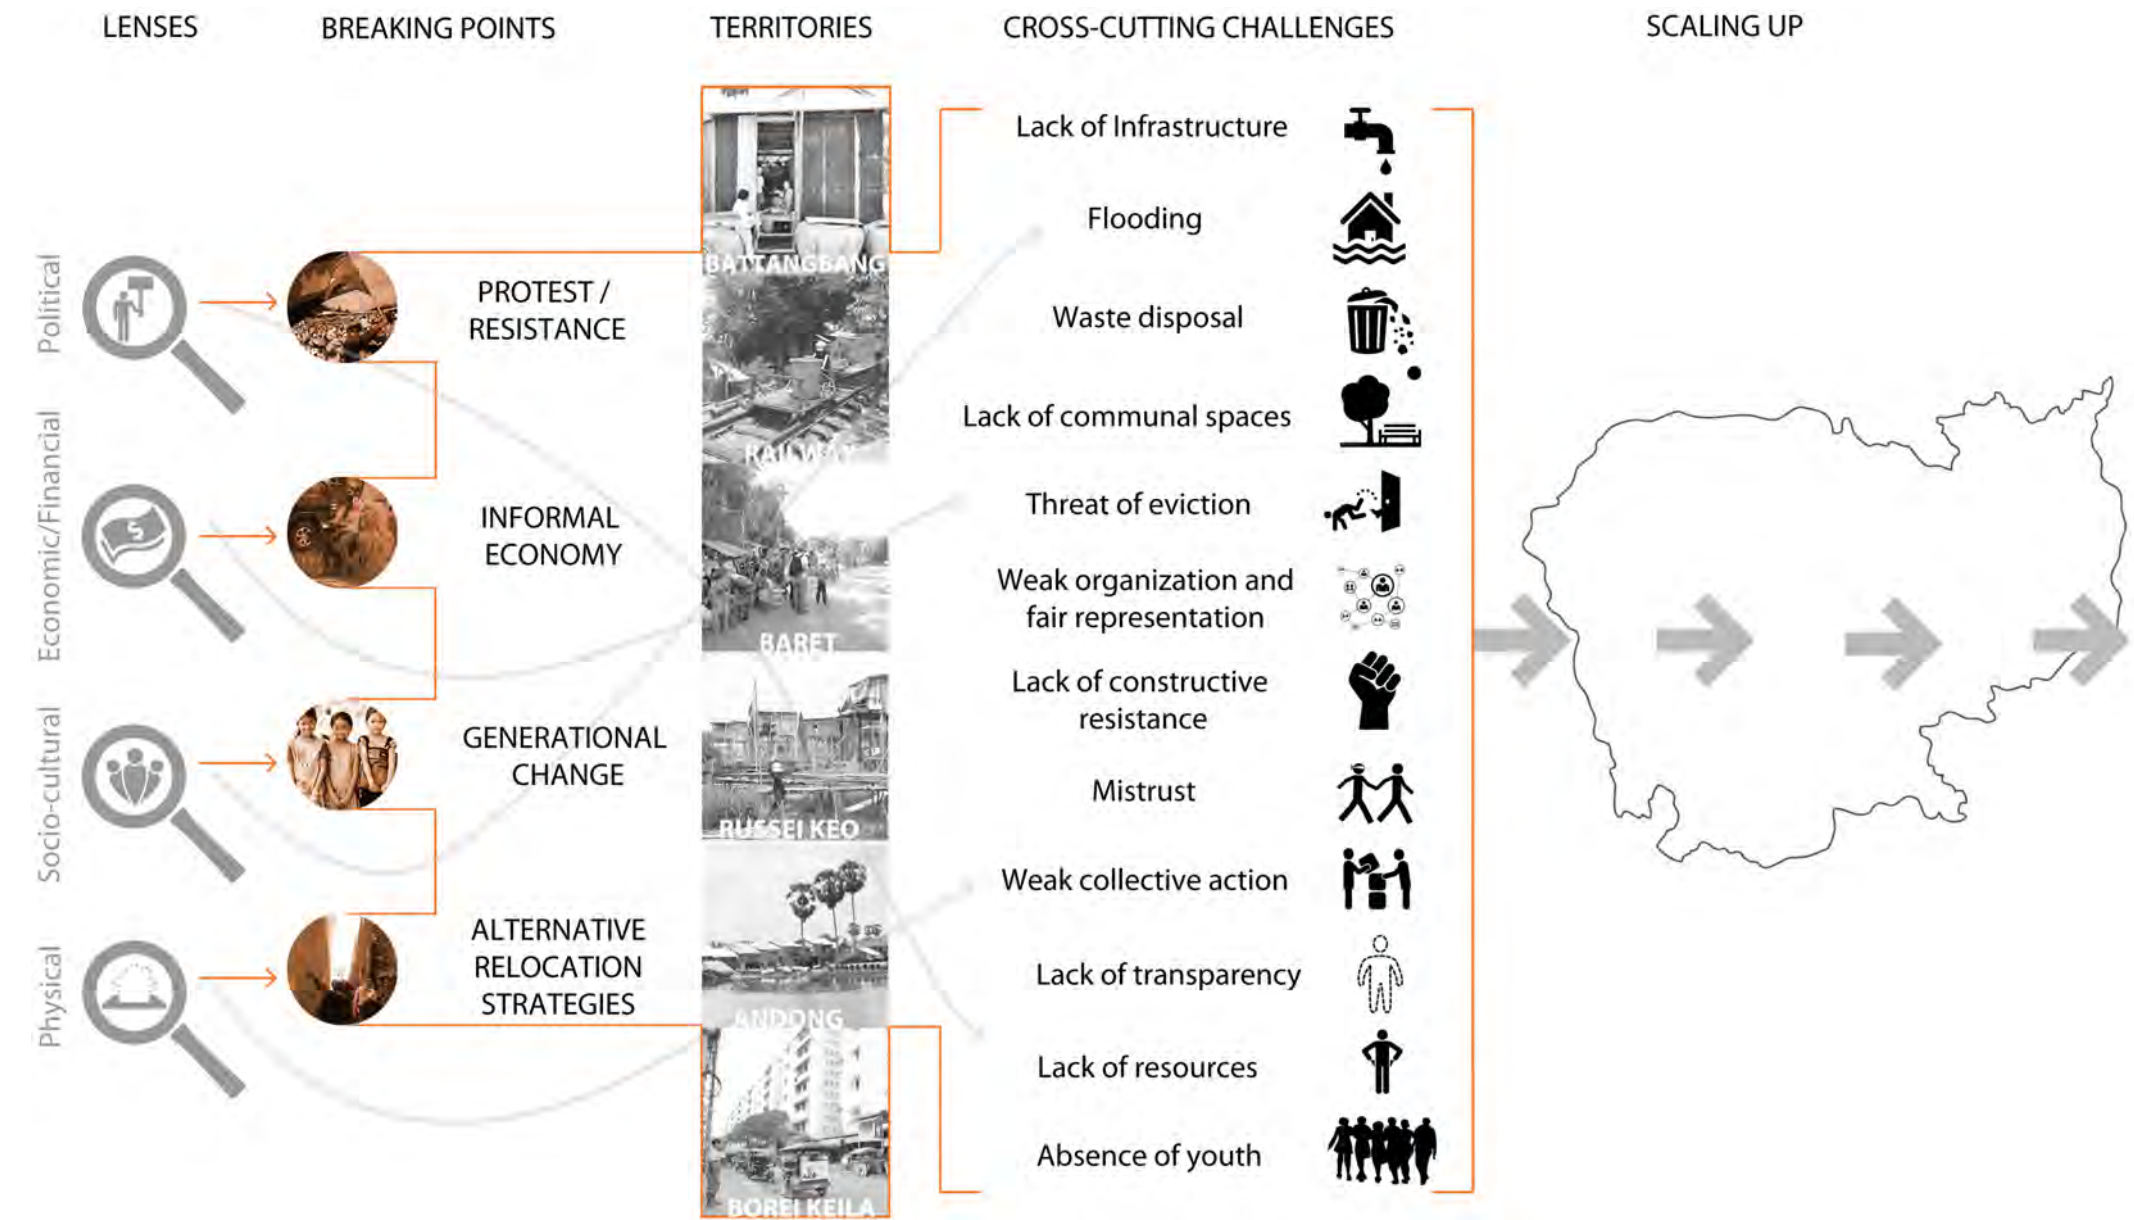 LENSES
BREAKING POINTS
TERRITORIES
CROSS-CUTTING CHALLENGES
SCALING UP
Political
Economic/Financial
Socio-cultural
Physical
PROTEST /
RESISTANCE
INFORMAL
ECONOMY
GENERATIONAL
CHANGE
ALTERNATIVE
RELOCATION
STRATEGIES
BATTANGBANG
RAILWAY
BARET
RUSSEI KEO
ANDONG
BOREI KEILA
Lack of Infrastructure
Flooding
Waste disposal
Lack of communal spaces
Threat of eviction
Weak organization and
fair representation
Lack of constructive
resistance
Mistrust
Weak collective action
Lack of transparency
Lack of resources
Absence of youth